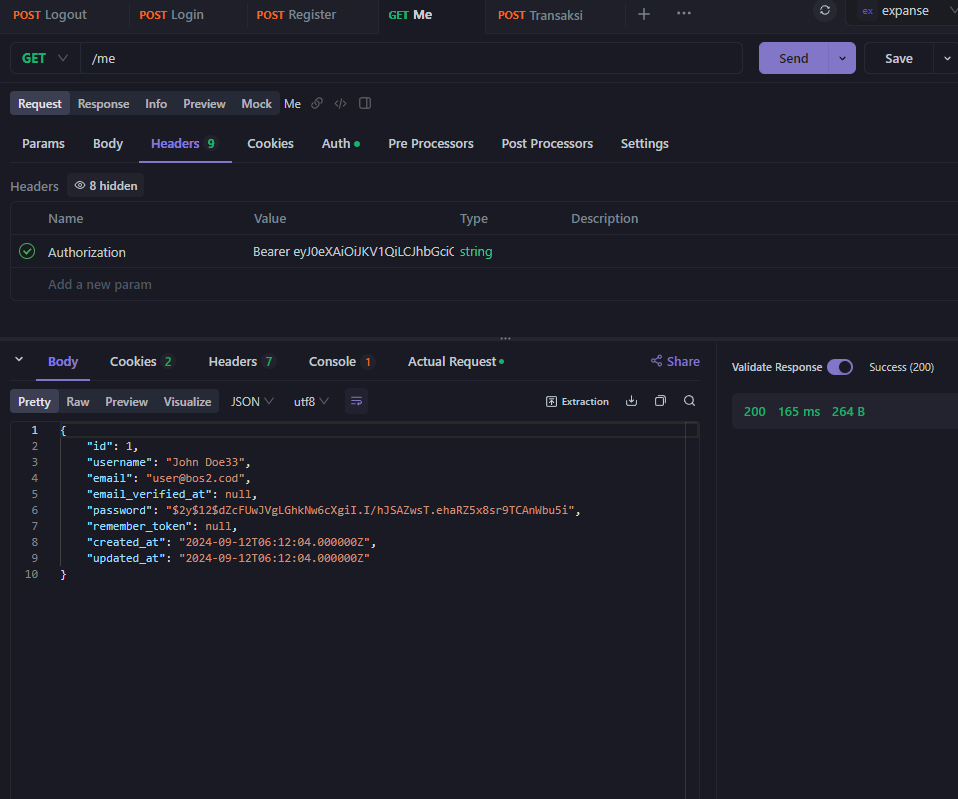 POST Logout POST Login POST Register GET Me POST Transaksi ex expanse
GET /me Send Save
Request Response Info Preview Mock Me
Params Body Headers 9 Cookies Auth Pre Processors Post Processors Settings
Headers 8 hidden
Name Value Type Description
Authorization Bearer eyJ0eXAiOiJKV1QiLCJhbGciC string
Add a new param
Body Cookies 2 Headers 7 Console 1 Actual Request Share Validate Response Success (200)
Pretty Raw Preview Visualize JSON utf8 Extraction
200 165 ms 264 B
1 {
2 "id": 1,
3 "username": "John Doe33",
4 "email": "user@bos2.cod",
5 "email_verified_at": null,
6 "password": "$2y$12$dZcFUwJVgLGhkNw6cXgiI.I/hJSAZwsT.ehaRZ5x8sr9TCAnWbu5i",
7 "remember_token": null,
8 "created_at": "2024-09-12T06:12:04.000000Z",
9 "updated_at": "2024-09-12T06:12:04.000000Z"
10 }